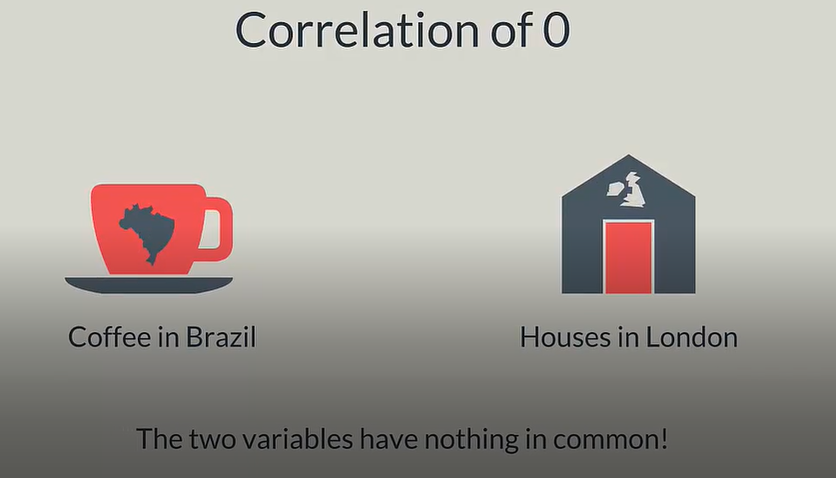 Correlation of 0
Coffee in Brazil
Houses in London
The two variables have nothing in common!